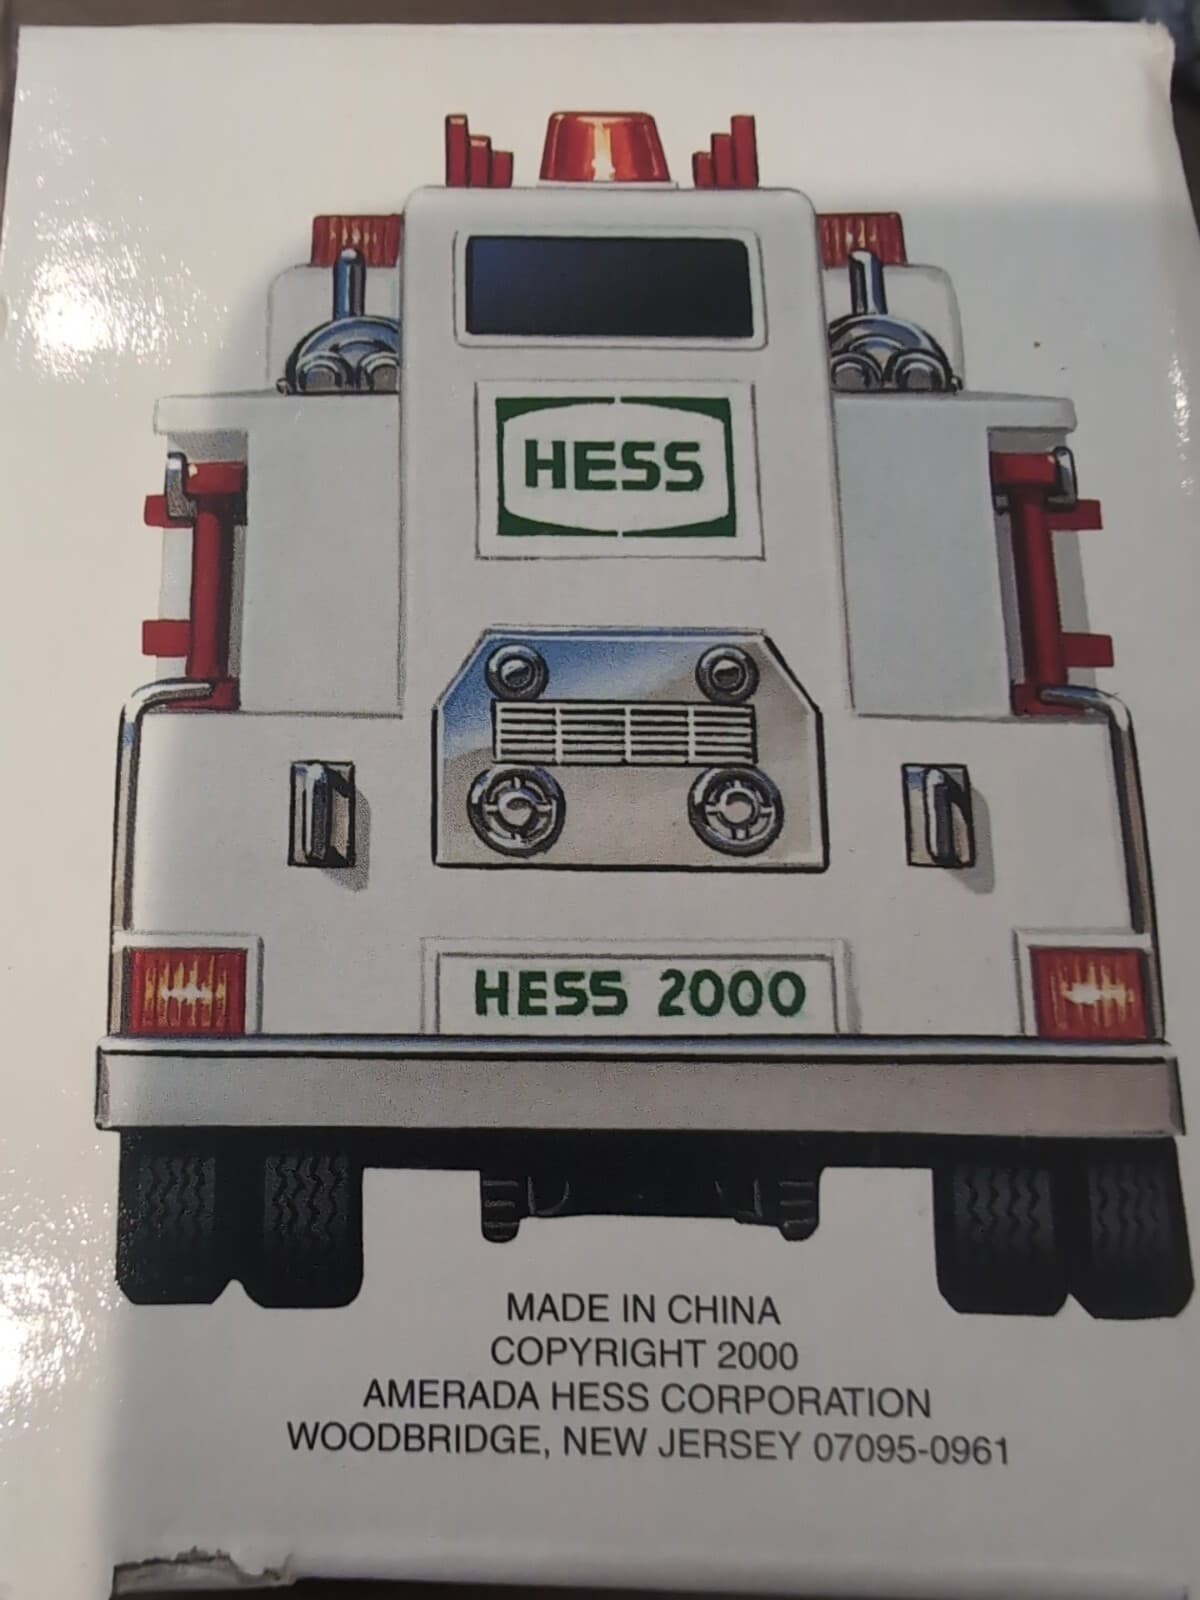 HESS
HESS 2000
MADE IN CHINA
COPYRIGHT 2000
AMERADA HESS CORPORATION
WOODBRIDGE, NEW JERSEY 07095-0961